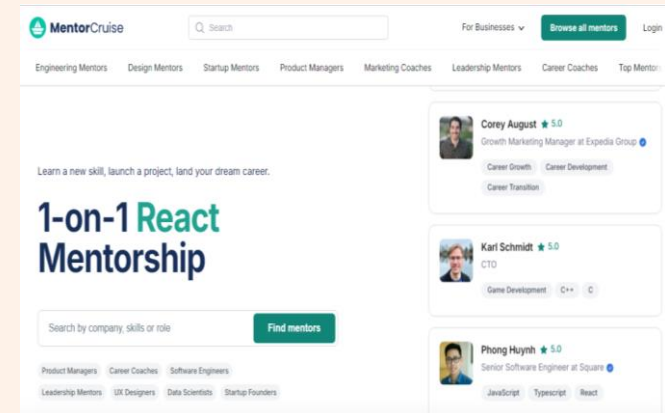 MentorCruise
Search
For Businesses
Browse all mentors
Login
Engineering Mentors
Design Mentors
Startup Mentors
Product Managers
Marketing Coaches
Leadership Mentors
Career Coaches
Top Mentors
Learn a new skill, launch a project, land your dream career.
1-on-1 React
Mentorship
Search by company, skills or role
Find mentors
Product Managers
Career Coaches
Software Engineers
Leadership Mentors
UX Designers
Data Scientists
Startup Founders
Corey August ★ 5.0
Growth Marketing Manager at Expedia Group
Career Growth
Career Development
Career Transition
Karl Schmidt ★ 5.0
CTO
Game Development
C++
C
Phong Huynh ★ 5.0
Senior Software Engineer at Square
JavaScript
Typescript
React